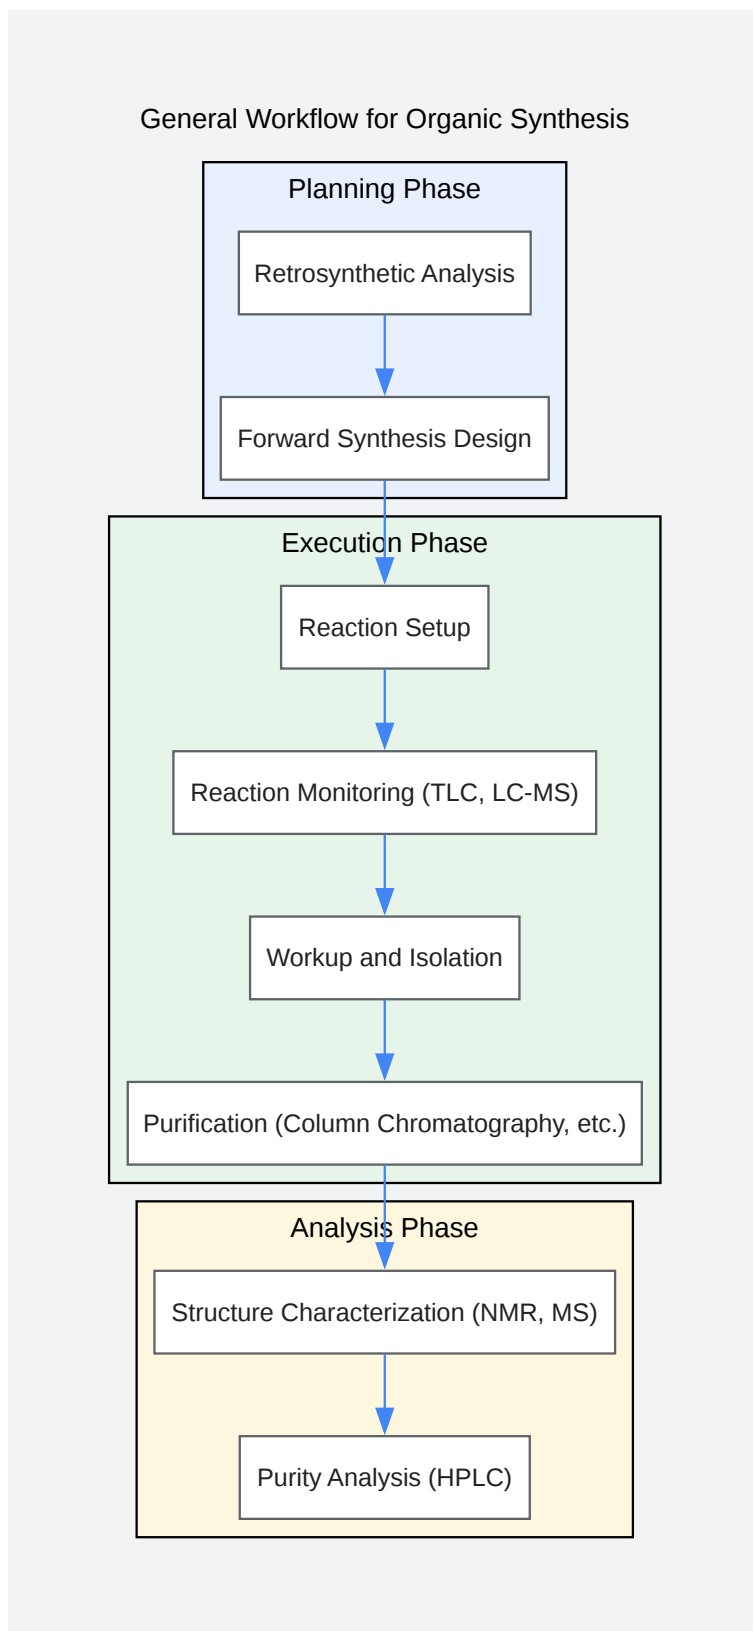 General Workflow for Organic Synthesis
Planning Phase
Retrosynthetic Analysis
Forward Synthesis Design
Execution Phase
Reaction Setup
Reaction Monitoring (TLC, LC-MS)
Workup and Isolation
Purification (Column Chromatography, etc.)
Analysis Phase
Structure Characterization (NMR, MS)
Purity Analysis (HPLC)